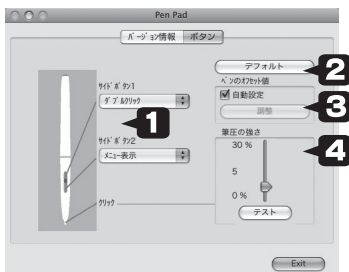 Pen Pad
バージョン情報 ボタン
サイドボタン1
ダブルクリック
サイドボタン2
メニュー表示
クリック
1
デフォルト
2
ペンのオフセット値
自動設定
調整
3
筆圧の強さ
30 %
5
0 %
テスト
4
Exit